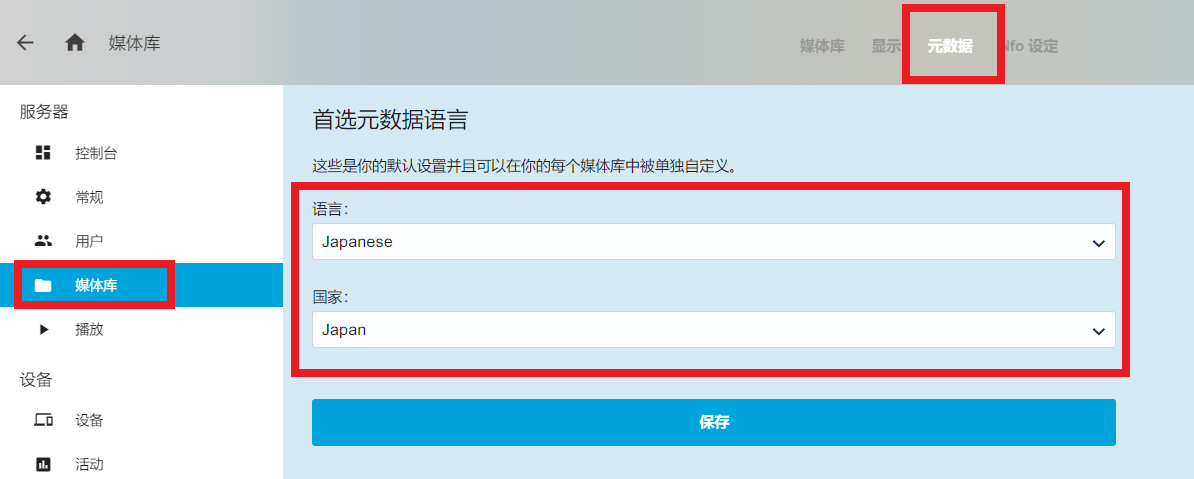 媒体库
媒体库 显示 元数据 Nfo 设定
服务器
控制台
常规
用户
媒体库
播放
设备
设备
活动
首选元数据语言
这些是你的默认设置并且可以在你的每个媒体库中被单独自定义。
语言:
Japanese
国家:
Japan
保存